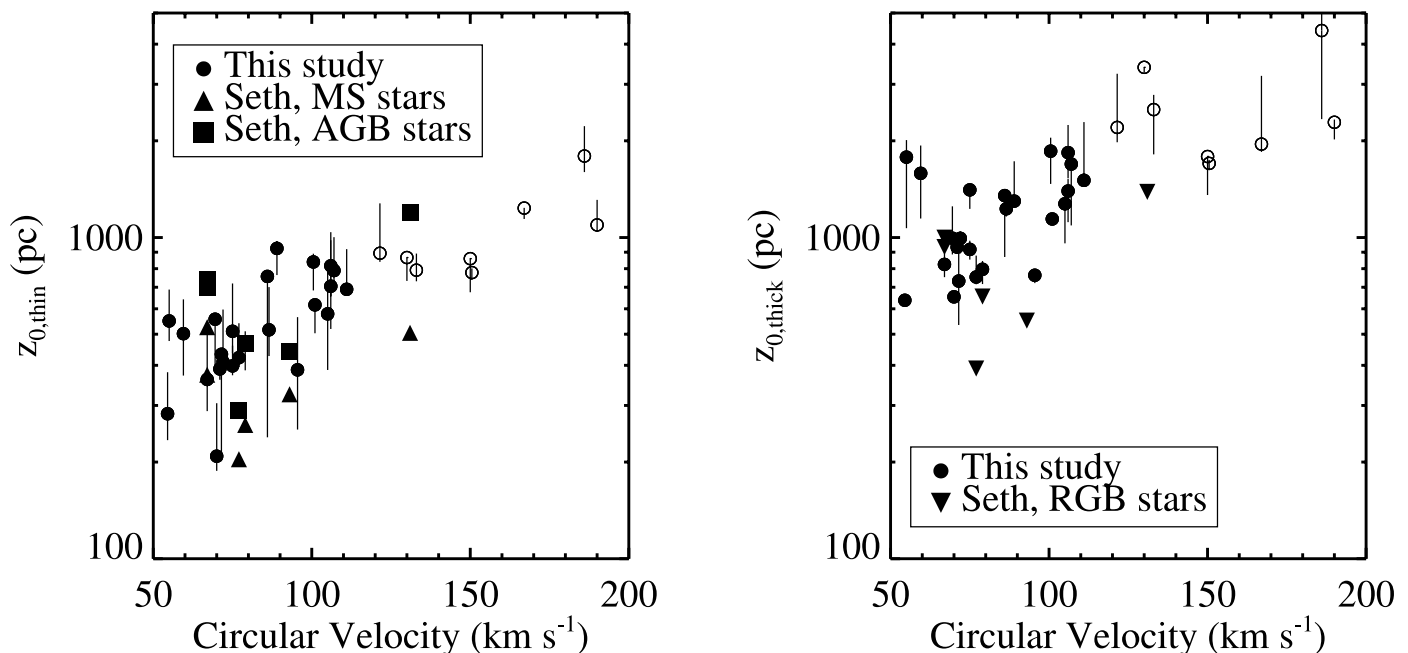 This study
Seth, MS stars
Seth, AGB stars
1000
100
z0,thin (pc)
50
100
150
200
Circular Velocity (km s-1)
1000
100
z0,thick (pc)
This study
Seth, RGB stars
50
100
150
200
Circular Velocity (km s-1)